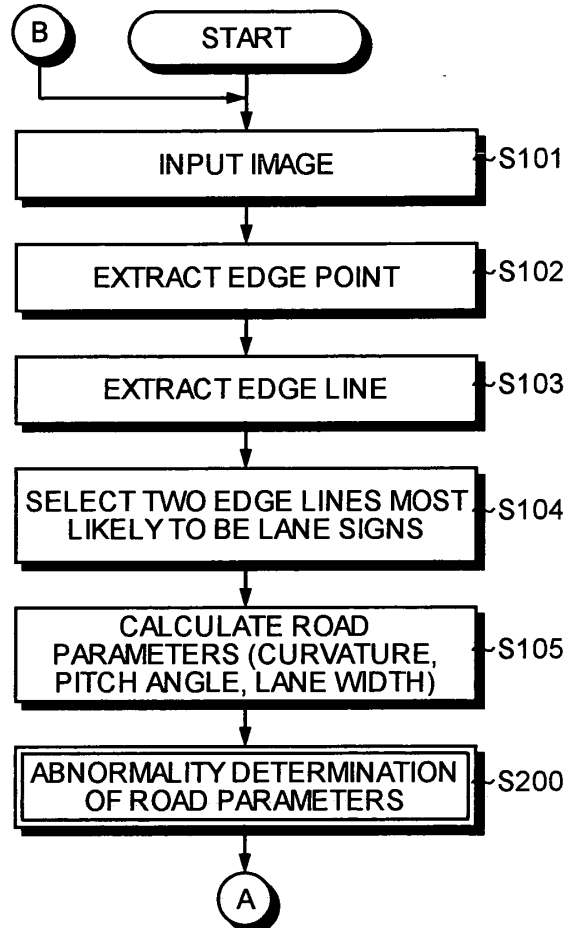 B
START
INPUT IMAGE
S101
EXTRACT EDGE POINT
S102
EXTRACT EDGE LINE
S103
SELECT TWO EDGE LINES MOST
LIKELY TO BE LANE SIGNS
S104
CALCULATE ROAD
PARAMETERS (CURVATURE,
PITCH ANGLE, LANE WIDTH)
S105
ABNORMALITY DETERMINATION
OF ROAD PARAMETERS
S200
A